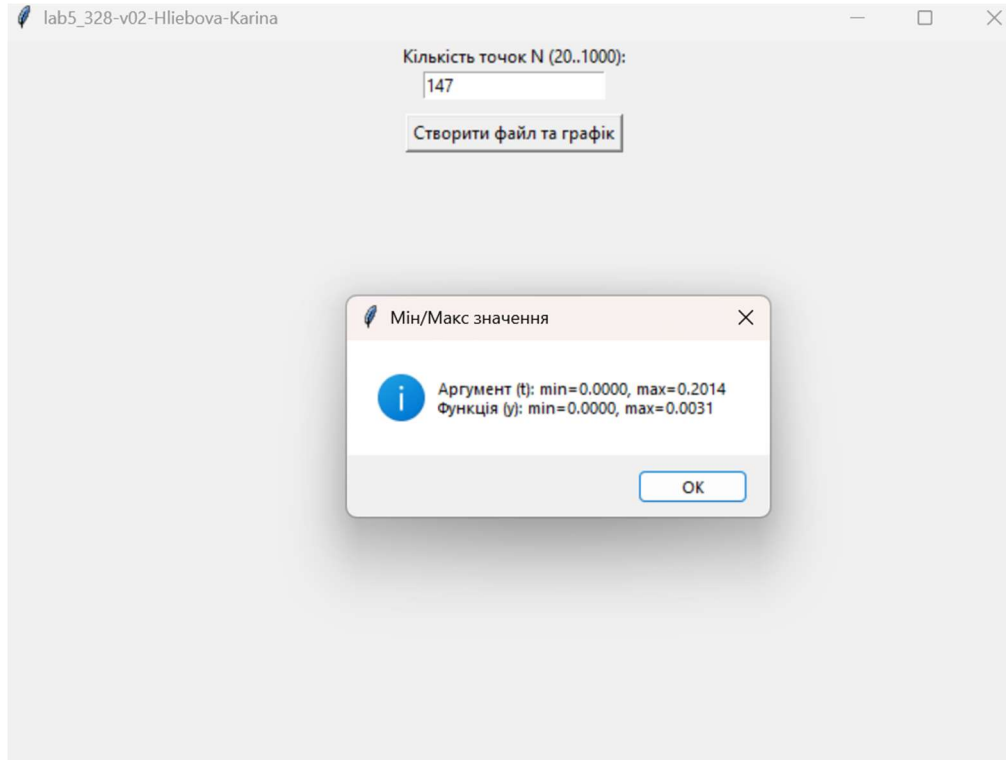 lab5_328-v02-Hliebova-Karina
Кількість точок N (20..1000):
147
Створити файл та графік
Мін/Макс значення
Аргумент (t): min=0.0000, max=0.2014
Функція (y): min=0.0000, max=0.0031
OK